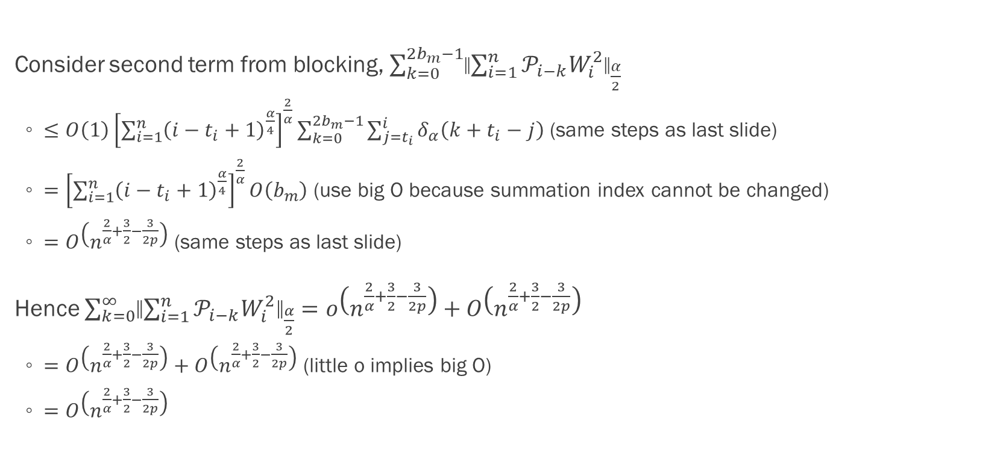 Consider second term from blocking, $\sum_{k=0}^{2b_m-1} \|\sum_{i=1}^{n} \mathcal{P}_{i-k} W_i^2\|_{\frac{\alpha}{2}}$
◦ $\leq O(1) \left[\sum_{i=1}^{n} (i - t_i + 1)^{\frac{\alpha}{4}}\right]^{\frac{2}{\alpha}} \sum_{k=0}^{2b_m-1} \sum_{j=t_i}^{i} \delta_\alpha(k + t_i - j)$ (same steps as last slide)
◦ $= \left[\sum_{i=1}^{n} (i - t_i + 1)^{\frac{\alpha}{4}}\right]^{\frac{2}{\alpha}} O(b_m)$ (use big O because summation index cannot be changed)
◦ $= O\left(n^{\frac{2}{\alpha}+\frac{3}{2}-\frac{3}{2p}}\right)$ (same steps as last slide)
Hence $\sum_{k=0}^{\infty} \|\sum_{i=1}^{n} \mathcal{P}_{i-k} W_i^2\|_{\frac{\alpha}{2}} = o\left(n^{\frac{2}{\alpha}+\frac{3}{2}-\frac{3}{2p}}\right) + O\left(n^{\frac{2}{\alpha}+\frac{3}{2}-\frac{3}{2p}}\right)$
◦ $= O\left(n^{\frac{2}{\alpha}+\frac{3}{2}-\frac{3}{2p}}\right) + O\left(n^{\frac{2}{\alpha}+\frac{3}{2}-\frac{3}{2p}}\right)$ (little o implies big O)
◦ $= O\left(n^{\frac{2}{\alpha}+\frac{3}{2}-\frac{3}{2p}}\right)$